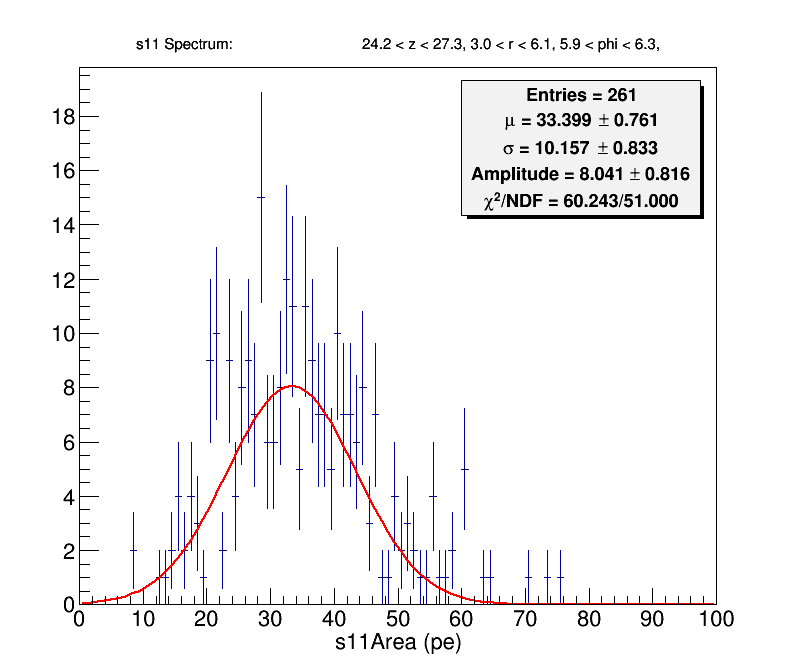 s11 Spectrum: 24.2 < z < 27.3, 3.0 < r < 6.1, 5.9 < phi < 6.3,
Entries = 261
μ = 33.399 ± 0.761
σ = 10.157 ± 0.833
Amplitude = 8.041 ± 0.816
χ²/NDF = 60.243/51.000
18
16
14
12
10
8
6
4
2
0
0 10 20 30 40 50 60 70 80 90 100
s11Area (pe)